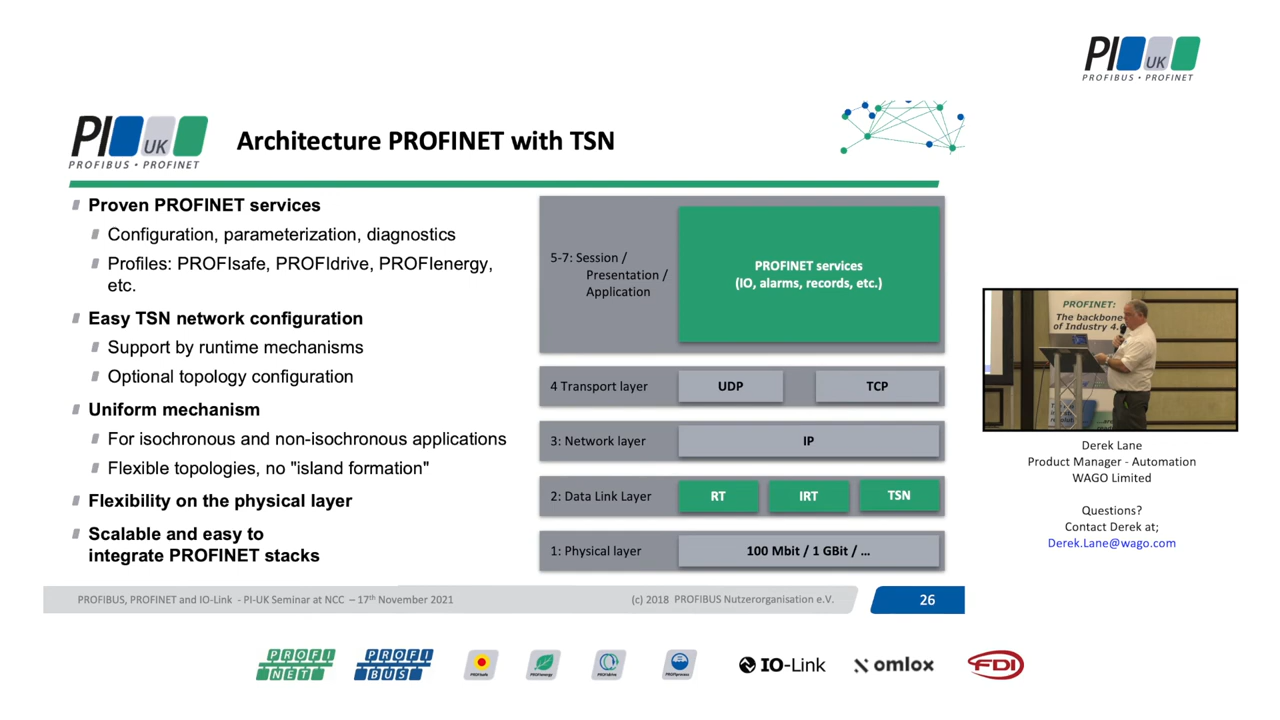 PI UK
PROFIBUS • PROFINET
PI UK
PROFIBUS • PROFINET
Architecture PROFINET with TSN
Proven PROFINET services
Configuration, parameterization, diagnostics
Profiles: PROFIsafe, PROFIdrive, PROFIenergy,
etc.
Easy TSN network configuration
Support by runtime mechanisms
Optional topology configuration
Uniform mechanism
For isochronous and non-isochronous applications
Flexible topologies, no "island formation"
Flexibility on the physical layer
Scalable and easy to
integrate PROFINET stacks
5-7: Session /
Presentation /
Application
PROFINET services
(IO, alarms, records, etc.)
4 Transport layer
UDP
TCP
3: Network layer
IP
2: Data Link Layer
RT
IRT
TSN
1: Physical layer
100 Mbit / 1 GBit / ...
PROFIBUS, PROFINET and IO-Link - PI-UK Seminar at NCC – 17th November 2021
(c) 2018 PROFIBUS Nutzerorganisation e.V.
26
PROFINET:
The backbone
of Industry 4.
Derek Lane
Product Manager - Automation
WAGO Limited
Questions?
Contact Derek at;
Derek.Lane@wago.com
PROFI
NET
PROFI
BUS
PROFIsafe
PROFIenergy
PROFIdrive
PROFIprocess
IO-Link
omlox
FDI